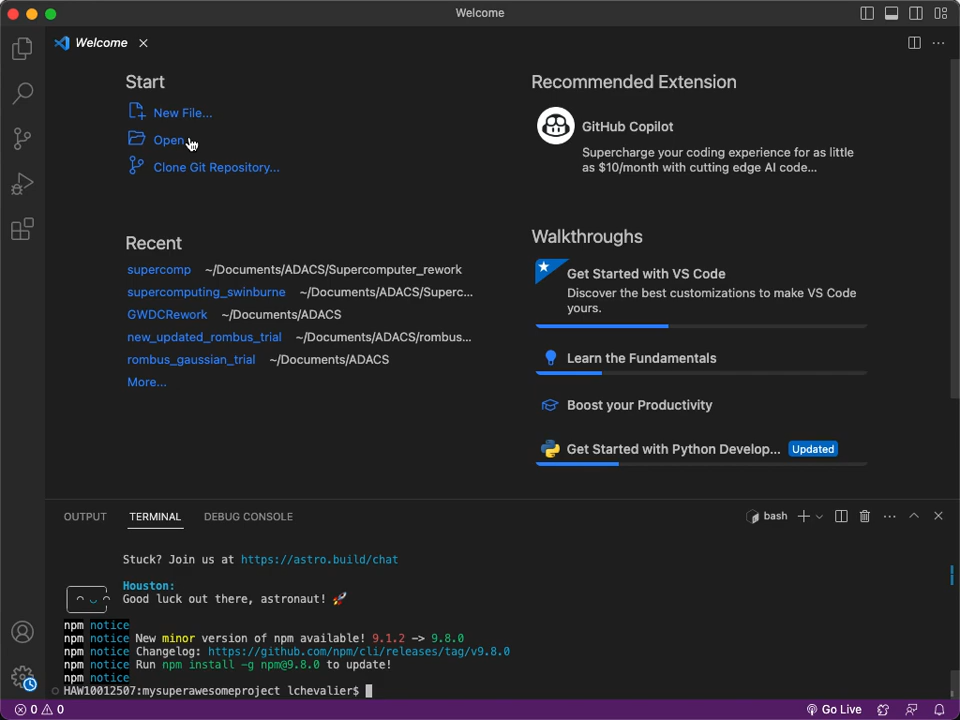 Welcome
Welcome
Start
New File...
Open
Clone Git Repository...
Recent
supercomp ~/Documents/ADACS/Supercomputer_rework
supercomputing_swinburne ~/Documents/ADACS/Superc...
GWDCRework ~/Documents/ADACS
new_updated_rombus_trial ~/Documents/ADACS/rombus...
rombus_gaussian_trial ~/Documents/ADACS
More...
Recommended Extension
GitHub Copilot
Supercharge your coding experience for as little
as $10/month with cutting edge AI code...
Walkthroughs
Get Started with VS Code
Discover the best customizations to make VS Code
yours.
Learn the Fundamentals
Boost your Productivity
Get Started with Python Develop... Updated
OUTPUT TERMINAL DEBUG CONSOLE bash
Stuck? Join us at https://astro.build/chat
Houston:
Good luck out there, astronaut! 🚀
npm notice
npm notice New minor version of npm available! 9.1.2 -> 9.8.0
npm notice Changelog: https://github.com/npm/cli/releases/tag/v9.8.0
npm notice Run npm install -g npm@9.8.0 to update!
npm notice
HAW10012507:mysuperawesomeproject lchevalier$
0 0 Go Live